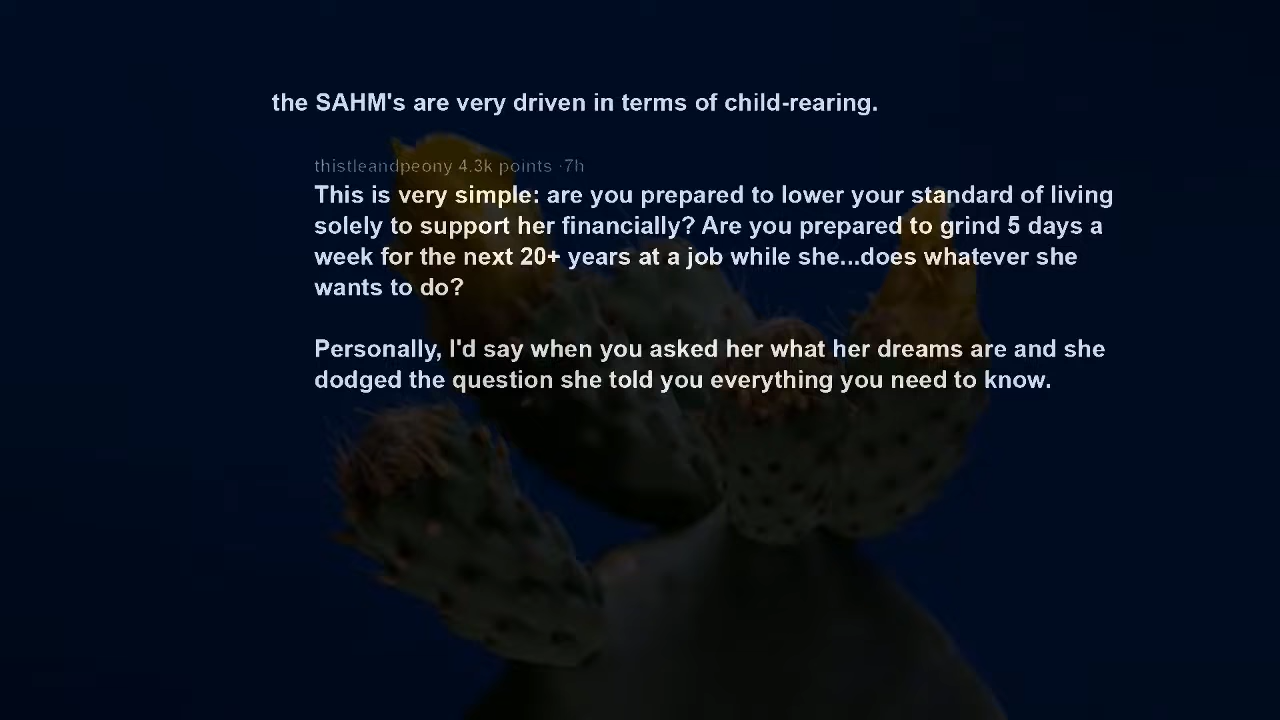 the SAHM's are very driven in terms of child-rearing.
thistleandpeony 4.3k points ·7h
This is very simple: are you prepared to lower your standard of living
solely to support her financially? Are you prepared to grind 5 days a
week for the next 20+ years at a job while she...does whatever she
wants to do?
Personally, I'd say when you asked her what her dreams are and she
dodged the question she told you everything you need to know.